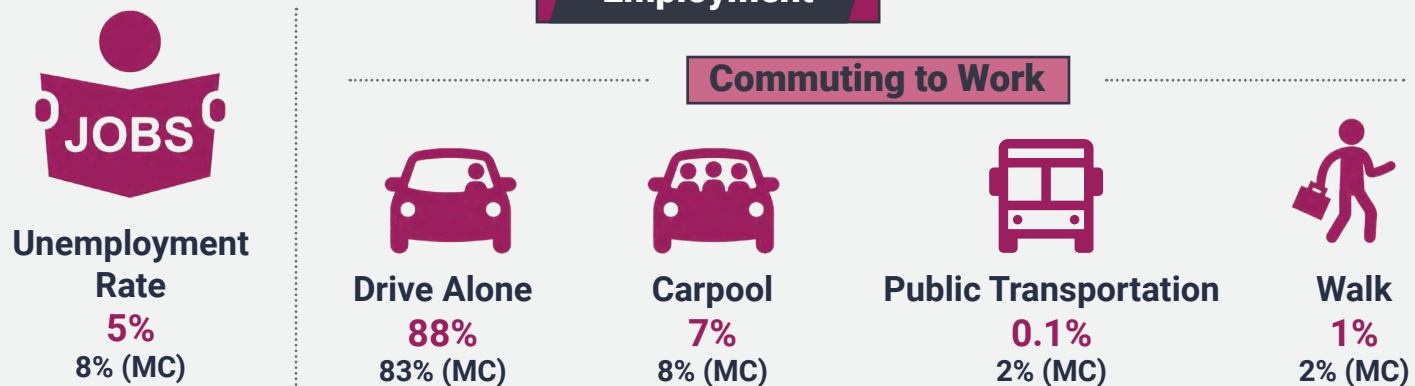 Employment
Commuting to Work
JOBS
Unemployment
Rate
5%
8% (MC)
Drive Alone
88%
83% (MC)
Carpool
7%
8% (MC)
Public Transportation
0.1%
2% (MC)
Walk
1%
2% (MC)